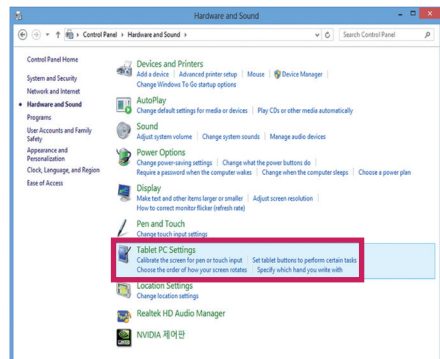 Hardware and Sound
Control Panel Hardware and Sound
Search Control Panel
Control Panel Home
System and Security
Network and Internet
Hardware and Sound
Programs
User Accounts and Family
Safety
Appearance and
Personalization
Clock, Language, and Region
Ease of Access
Devices and Printers
Add a device Advanced printer setup Mouse Device Manager
Change Windows To Go startup options
AutoPlay
Change default settings for media or devices Play CDs or other media automatically
Sound
Adjust system volume Change system sounds Manage audio devices
Power Options
Change power-saving settings Change what the power buttons do
Require a password when the computer wakes Change when the computer sleeps Choose a power plan
Display
Make text and other items larger or smaller Adjust screen resolution
How to correct monitor flicker (refresh rate)
Pen and Touch
Change touch input settings
Tablet PC Settings
Calibrate the screen for pen or touch input Set tablet buttons to perform certain tasks
Choose the order of how your screen rotates Specify which hand you write with
Location Settings
Change location settings
Realtek HD Audio Manager
NVIDIA 제어판